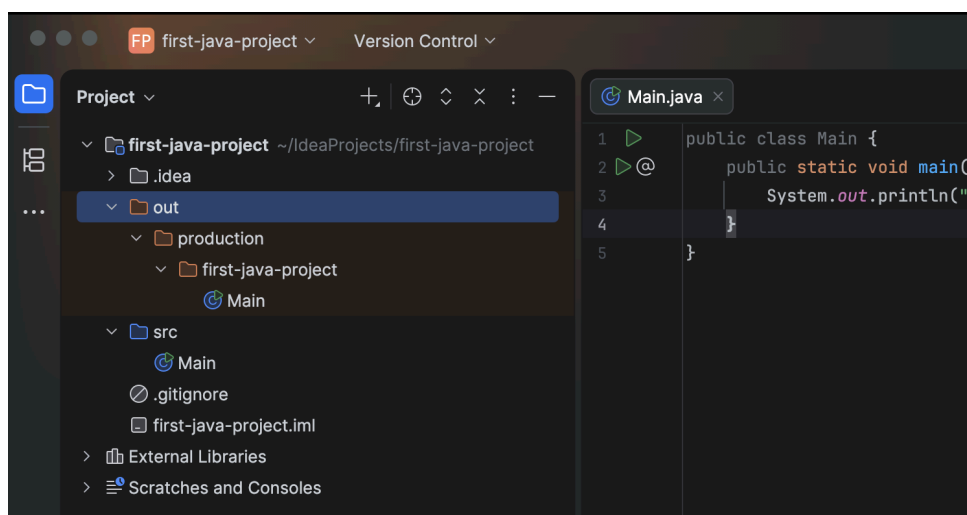 FP first-java-project Version Control
Project
Main.java
first-java-project ~/IdeaProjects/first-java-project
.idea
out
production
first-java-project
Main
src
Main
.gitignore
first-java-project.iml
External Libraries
Scratches and Consoles
1 public class Main {
2 @ public static void main(
3 System.out.println("
4 }
5 }